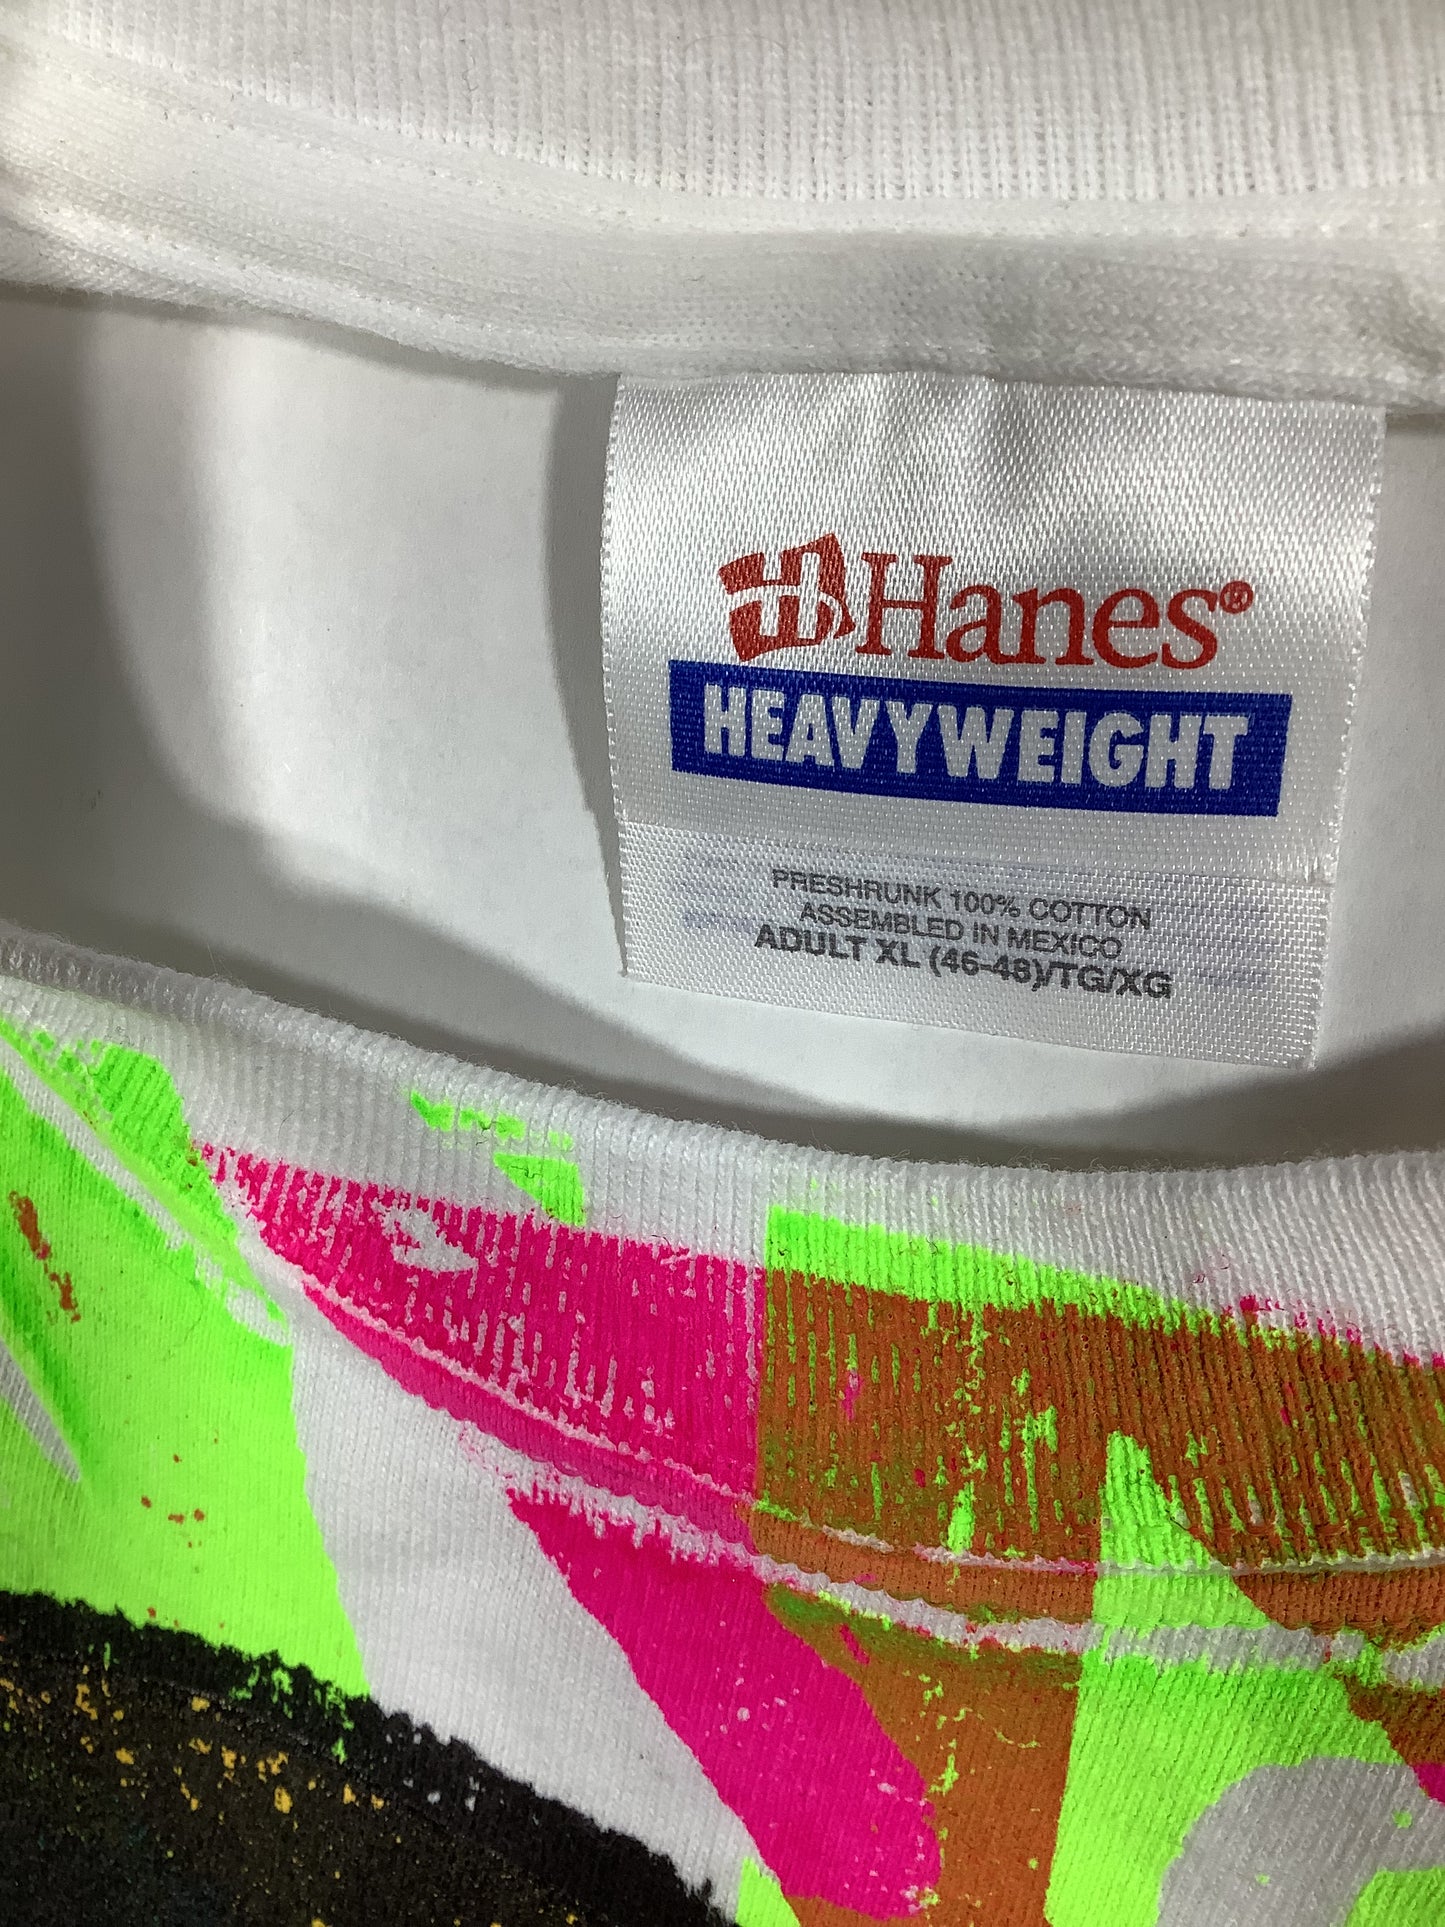 Hanes®
HEAVYWEIGHT
PRESHRUNK 100% COTTON
ASSEMBLED IN MEXICO
ADULT XL (46-48)/TG/XG